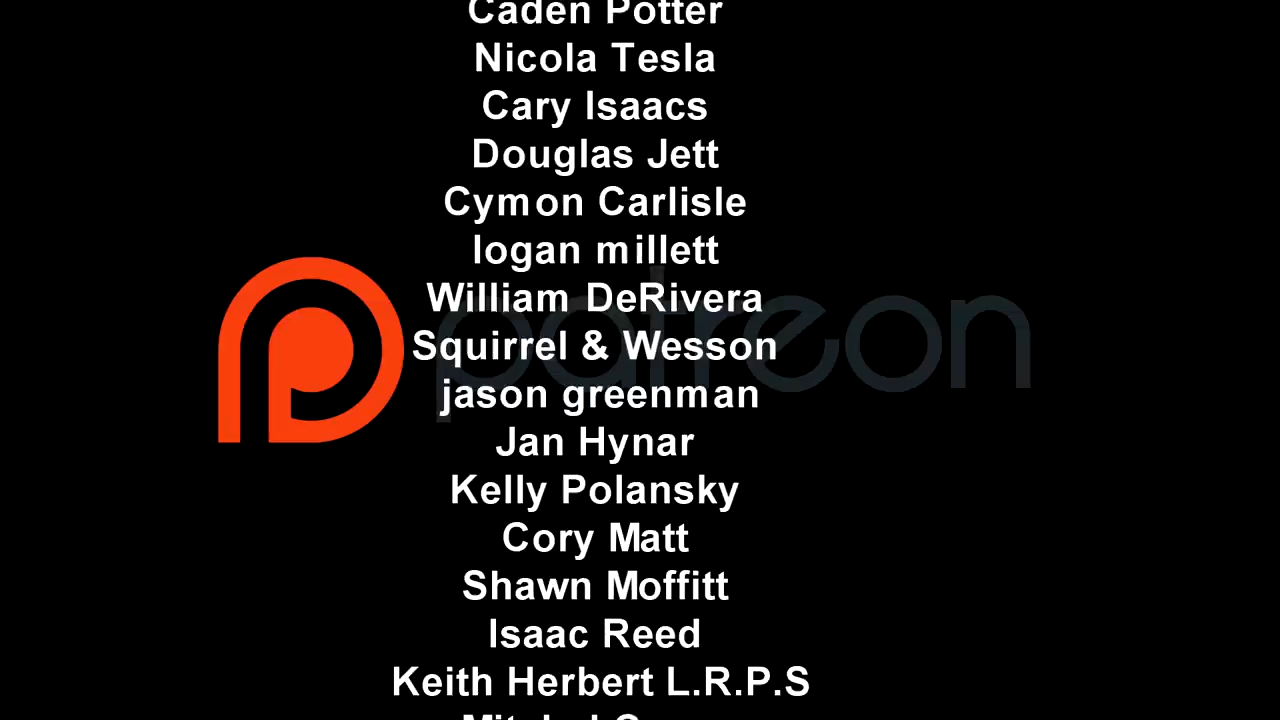 Caden Potter
Nicola Tesla
Cary Isaacs
Douglas Jett
Cymon Carlisle
logan millett
William DeRivera
patreon
Squirrel & Wesson
jason greenman
Jan Hynar
Kelly Polansky
Cory Matt
Shawn Moffitt
Isaac Reed
Keith Herbert L.R.P.S